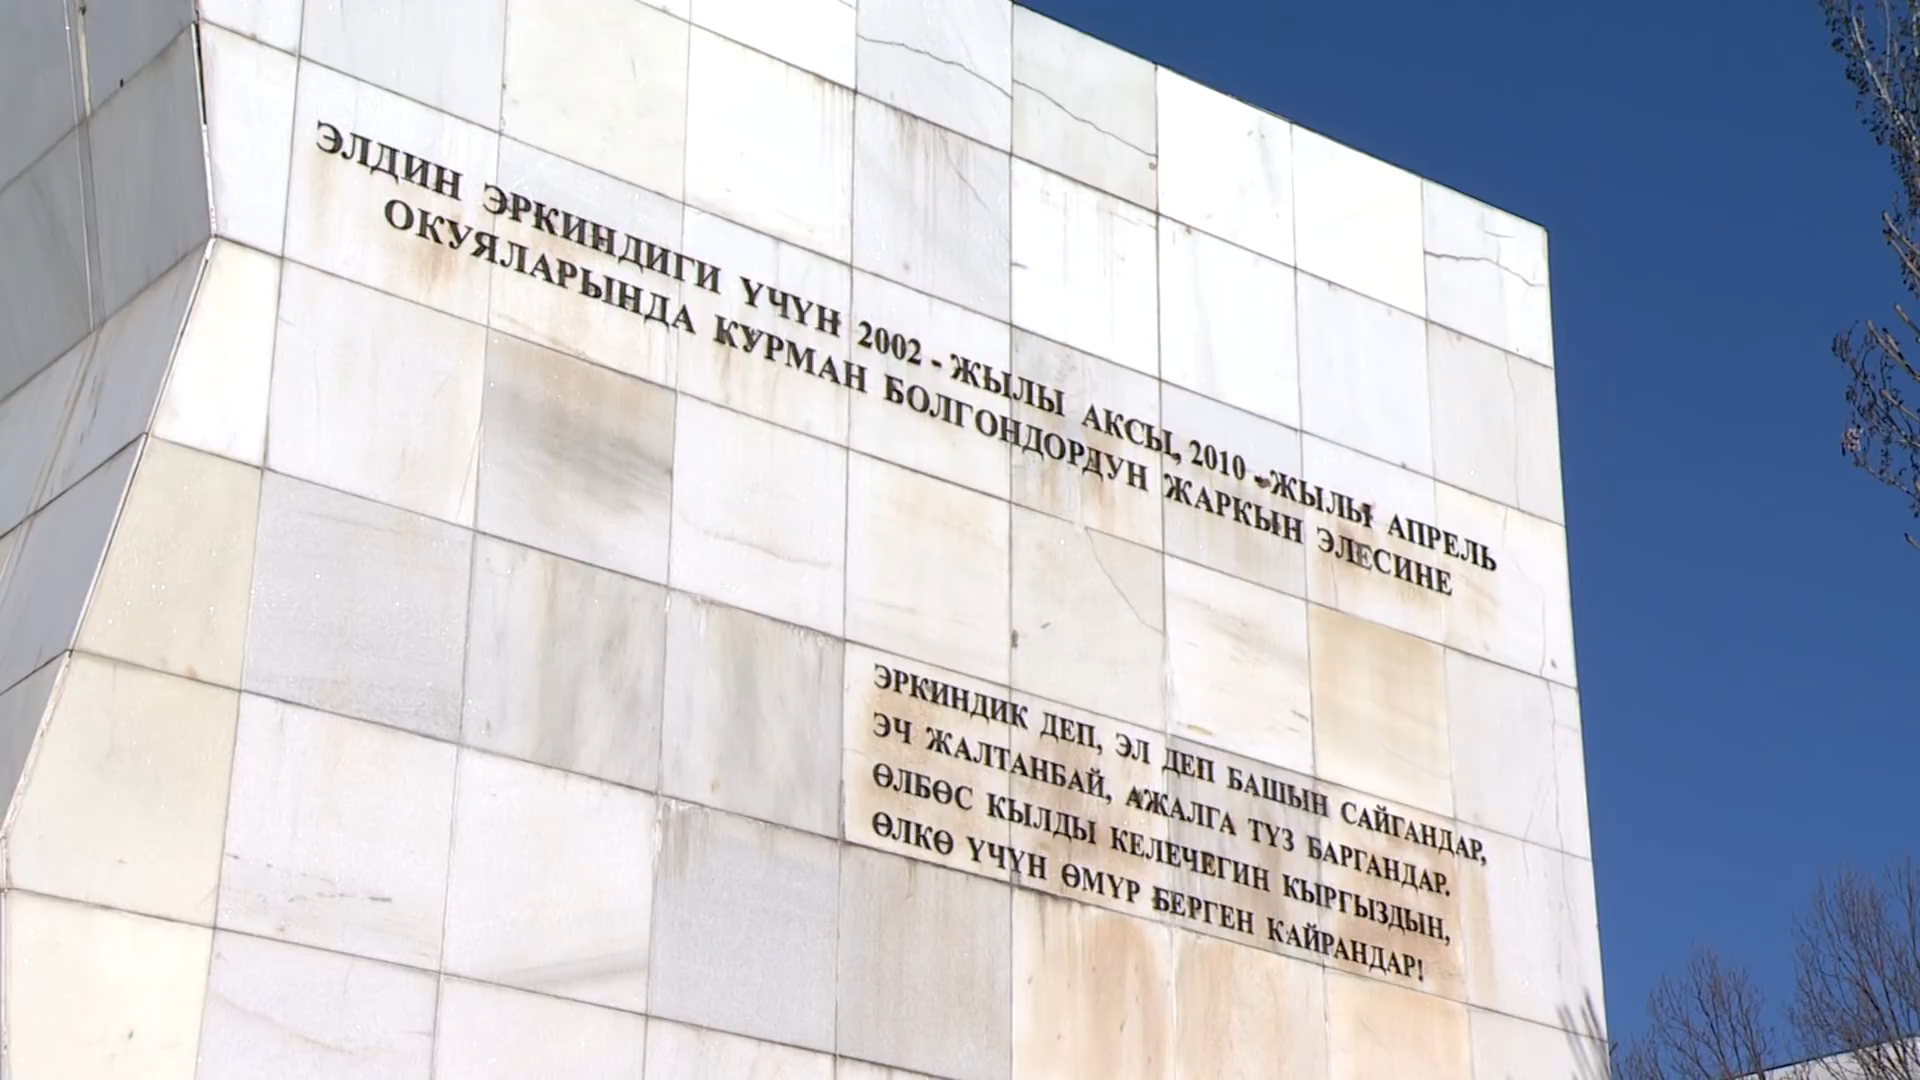 ЭЛДИН ЭРКИНДИГИ ҮЧҮН 2002 - ЖЫЛЫ АКСЫ, 2010 -ЖЫЛЫ АПРЕЛЬ
ОКУЯЛАРЫНДА КУРМАН БОЛГОНДОРДУН ЖАРКЫН ЭЛЕСИНЕ
ЭРКИНДИК ДЕП, ЭЛ ДЕП БАШЫН САЙГАНДАР,
ЭЧ ЖАЛТАНБАЙ, АЖАЛГА ТҮЗ БАРГАНДАР.
ӨЛБӨС КЫЛДЫ КЕЛЕЧЕГИН КЫРГЫЗДЫН,
ӨЛКӨ ҮЧҮН ӨМҮР БЕРГЕН КАЙРАНДАР!